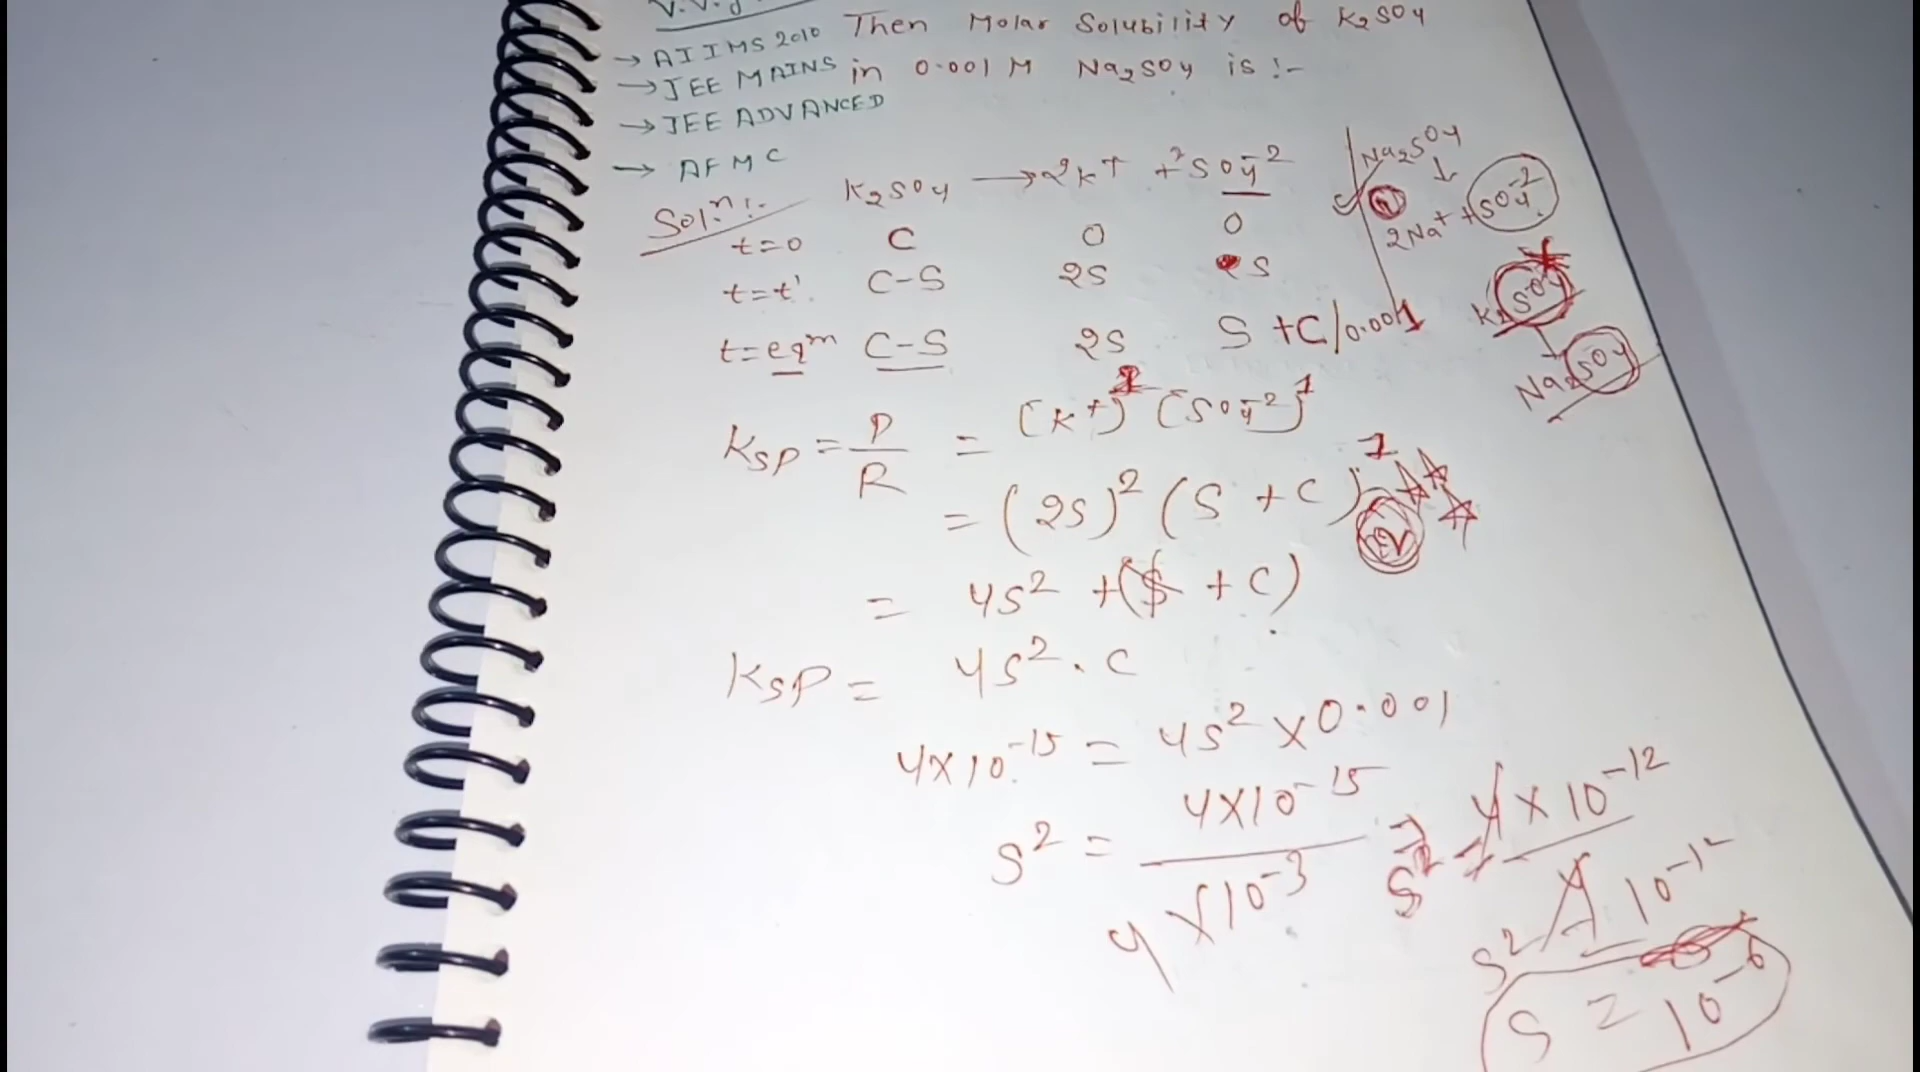 V.V.
→ AIIMS 2010 Then Molar Solubility of K₂SO₄
→ JEE MAINS in 0.001 M Na₂SO₄ is :-
→ JEE ADVANCED
→ AFMC
Solⁿ:- K₂SO₄ → 2K⁺ + SO₄⁻²
Na₂SO₄
↓
2Na⁺ + SO₄⁻²
t=0 C 0 0
t=t' C-S 2S S
t=eqᵐ C-S 2S S + C/0.001
K₂SO₄
Na₂SO₄
Ksp = P/R = [K⁺]² [SO₄⁻²]¹
= (2S)² (S + C)¹
= 4S² + (S + C)
Ksp = 4S² . C
4×10⁻¹⁵ = 4S² × 0.001
S² = 4×10⁻¹⁵ / 4×10⁻³ ⇒ S² = 4×10⁻¹² / 4
S² = 10⁻¹²
S = 10⁻⁶